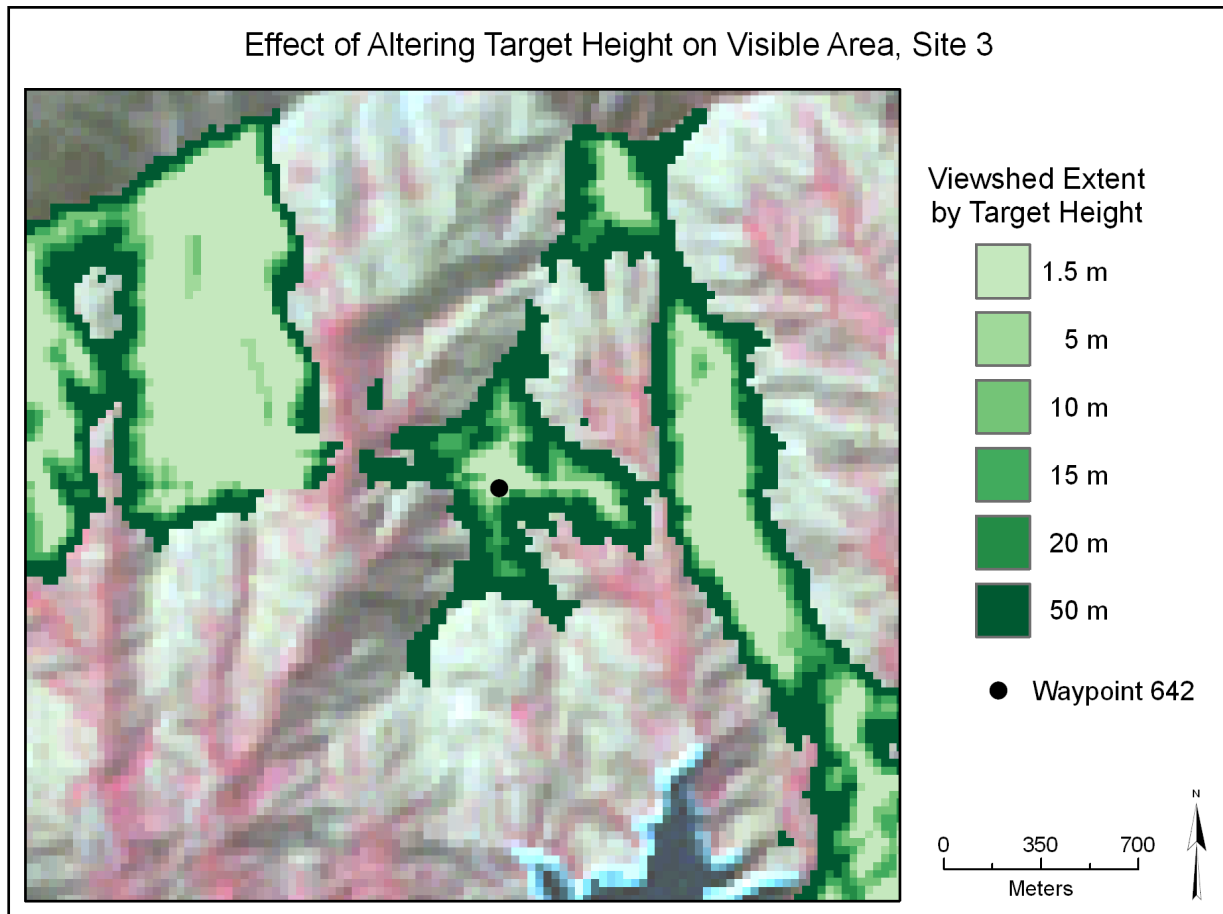 Effect of Altering Target Height on Visible Area, Site 3
Viewshed Extent
by Target Height
1.5 m
5 m
10 m
15 m
20 m
50 m
Waypoint 642
N
0 350 700
Meters